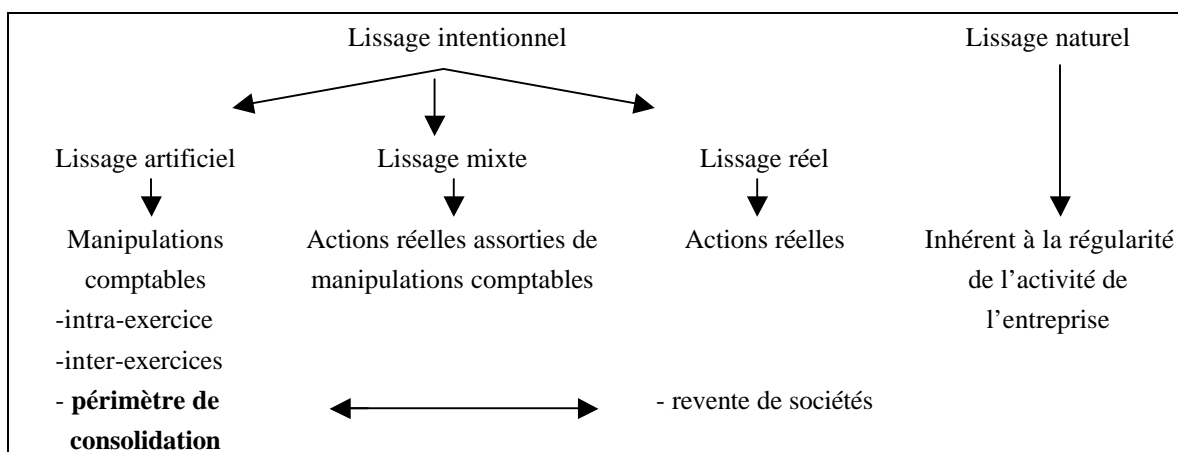 Lissage intentionnel
Lissage naturel
Lissage artificiel
Lissage mixte
Lissage réel
Manipulations
comptables
-intra-exercice
-inter-exercices
- périmètre de
consolidation
Actions réelles assorties de
manipulations comptables
Actions réelles
- revente de sociétés
Inhérent à la régularité
de l’activité de
l’entreprise